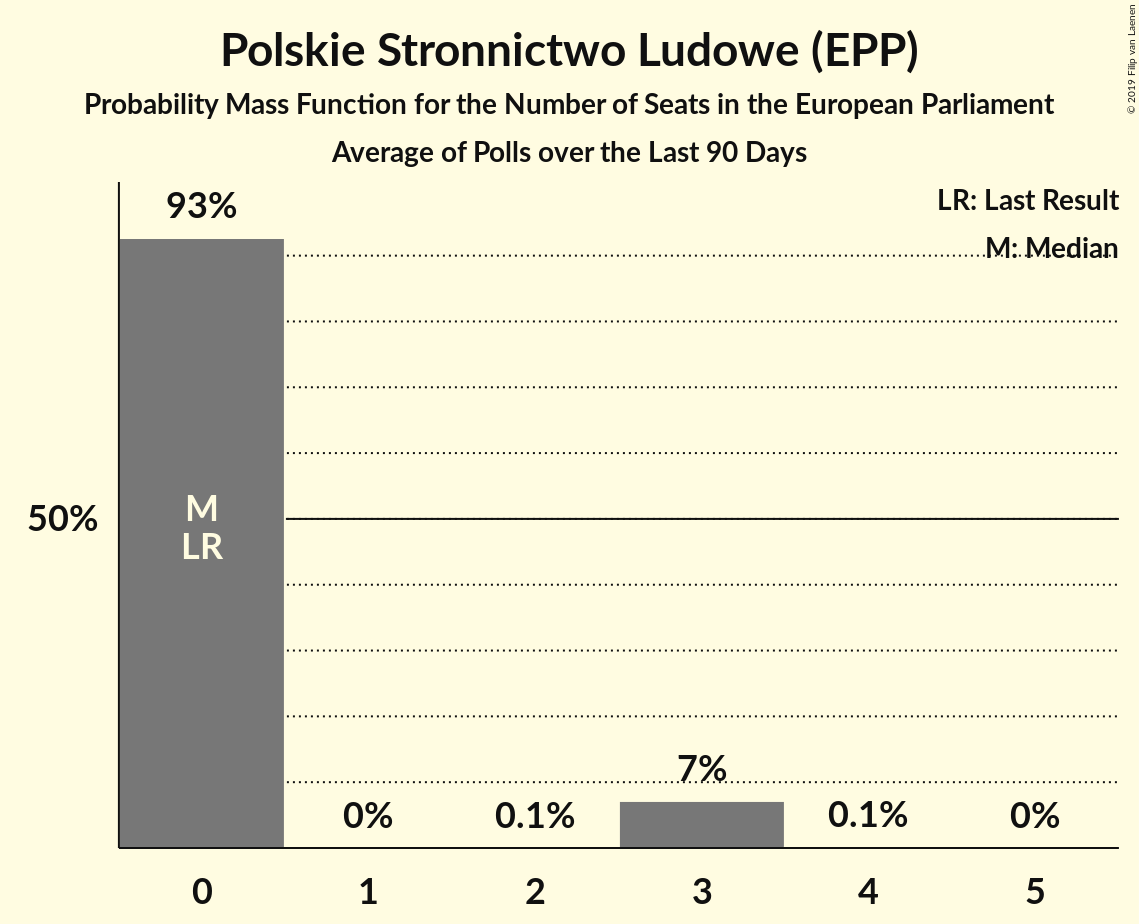 Polskie Stronnictwo Ludowe (EPP)
Probability Mass Function for the Number of Seats in the European Parliament
Average of Polls over the Last 90 Days
© 2019 Filip van Laenen
LR: Last Result
M: Median
93%
50%
M
LR
0%
0.1%
7%
0.1%
0%
0 1 2 3 4 5